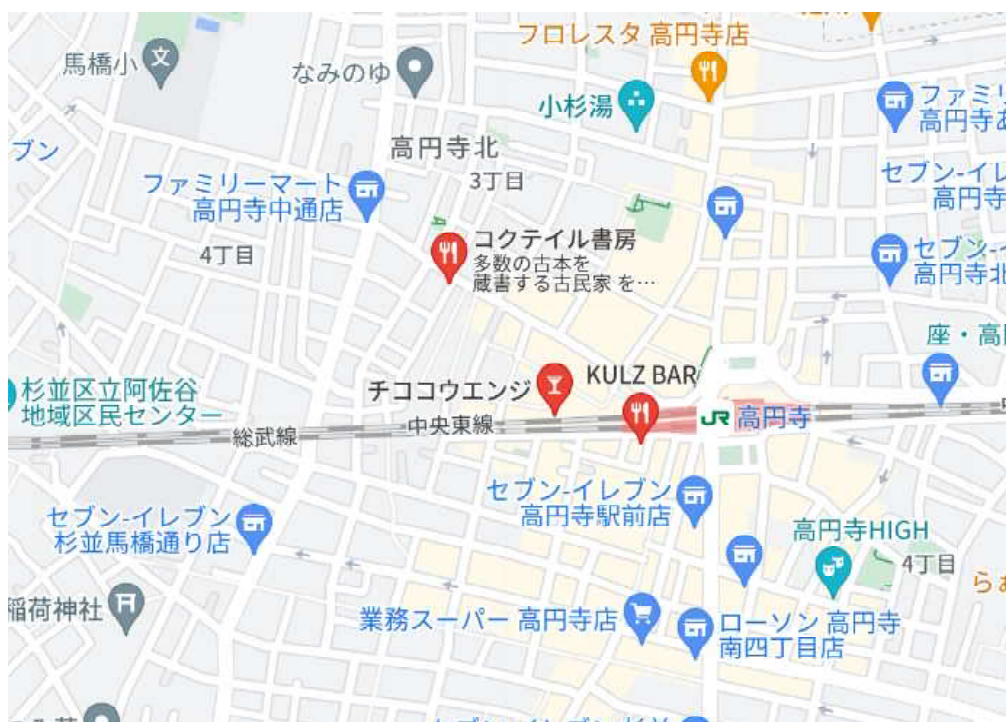 フロレスタ 高円寺店
馬橋小
文
なみのゆ
小杉湯
ファミリ
高円寺あ
高円寺北
3丁目
ブン
ファミリーマート
高円寺中通店
セブン-イレ
高円寺
4丁目
コクテイル書房
多数の古本を
蔵書する古民家 を…
セブン-イ
高円寺北
座・高
杉並区立阿佐谷
地域区民センター
チココウエンジ
KULZ BAR
総武線
中央東線
JR 高円寺
セブン-イレブン
高円寺駅前店
セブン-イレブン
杉並馬橋通り店
高円寺HIGH
4丁目
稲荷神社
業務スーパー 高円寺店
ローソン 高円寺
南四丁目店